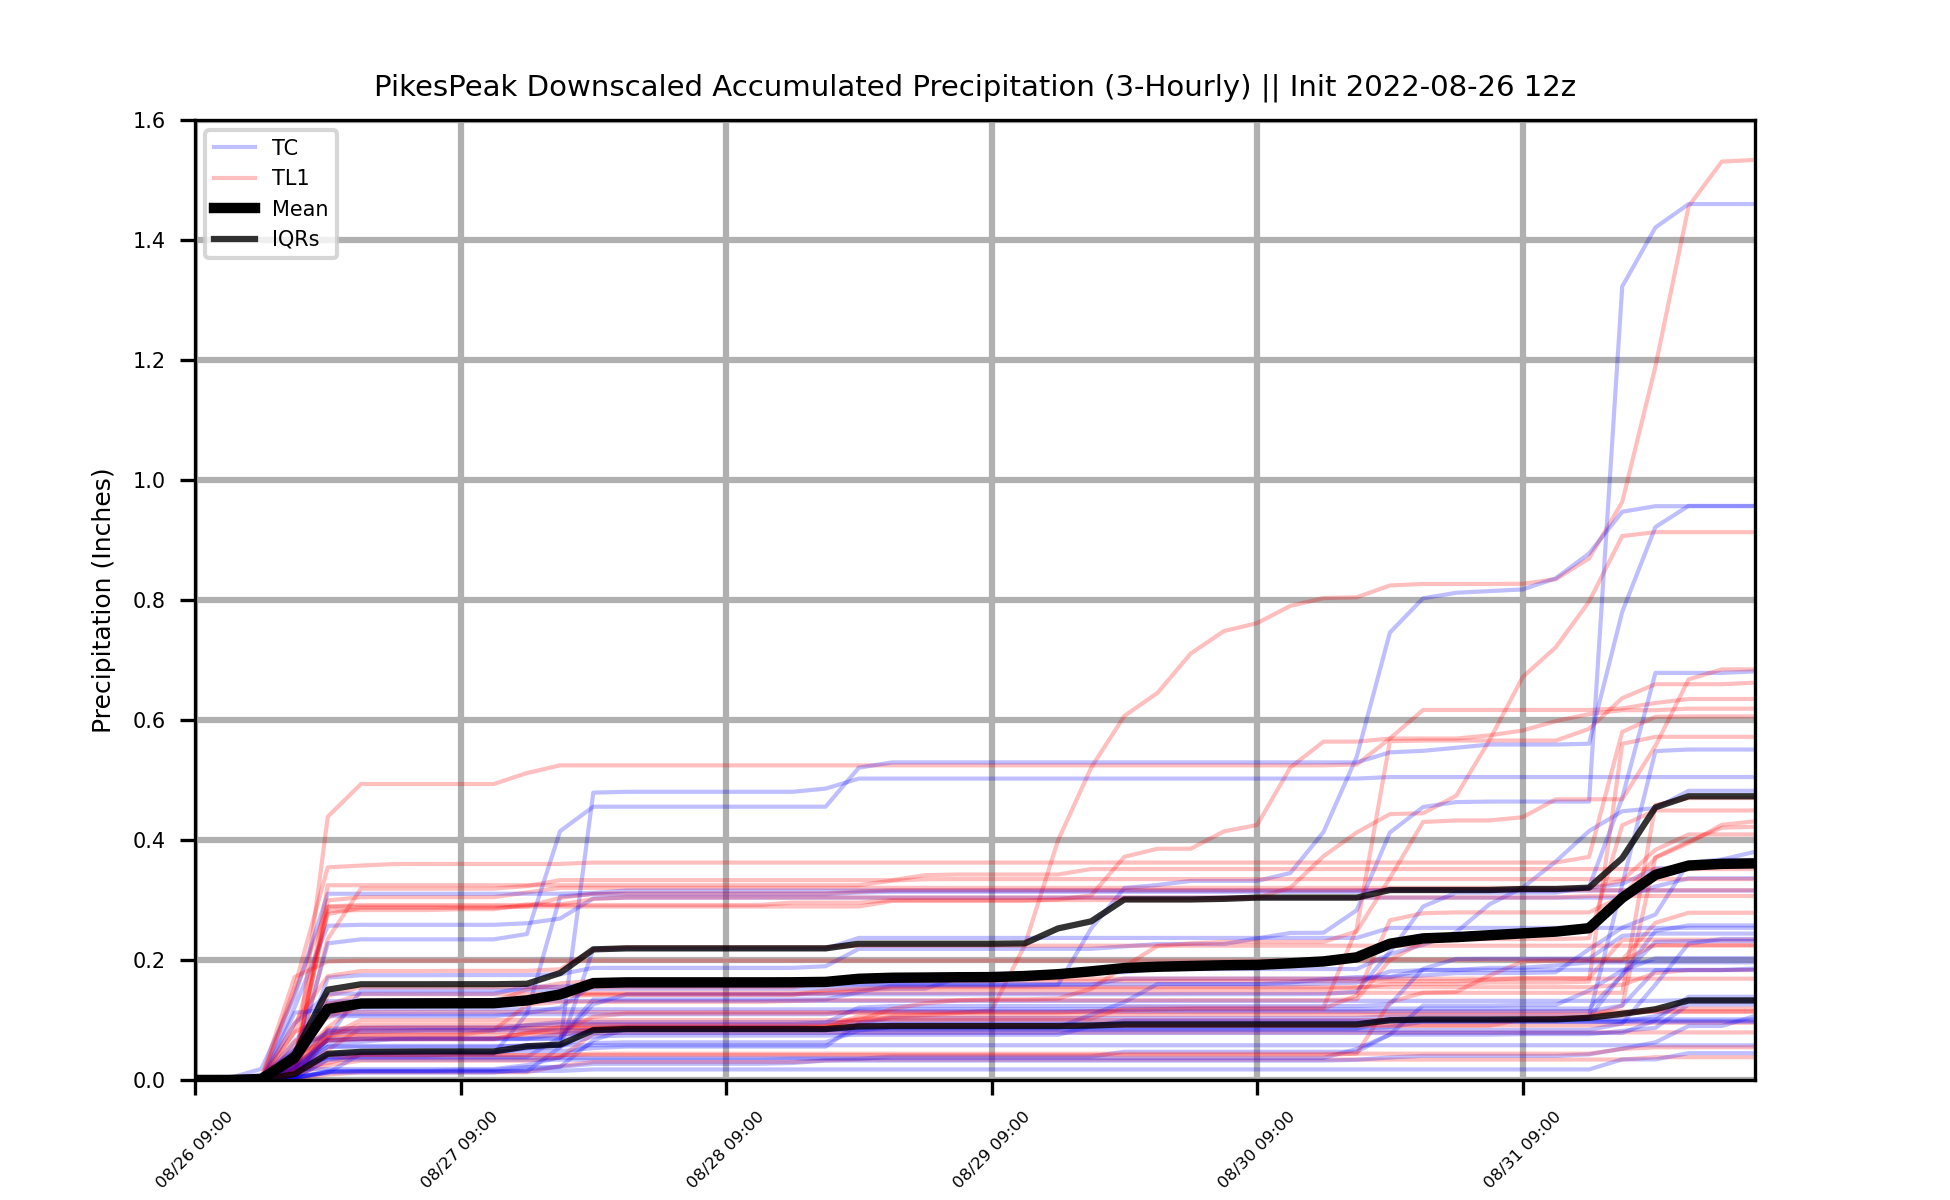 PikesPeak Downscaled Accumulated Precipitation (3-Hourly) || Init 2022-08-26 12z
Precipitation (Inches)
1.6
1.4
1.2
1.0
0.8
0.6
0.4
0.2
0.0
TC
TL1
Mean
IQRs
08/26 09:00
08/27 09:00
08/28 09:00
08/29 09:00
08/30 09:00
08/31 09:00